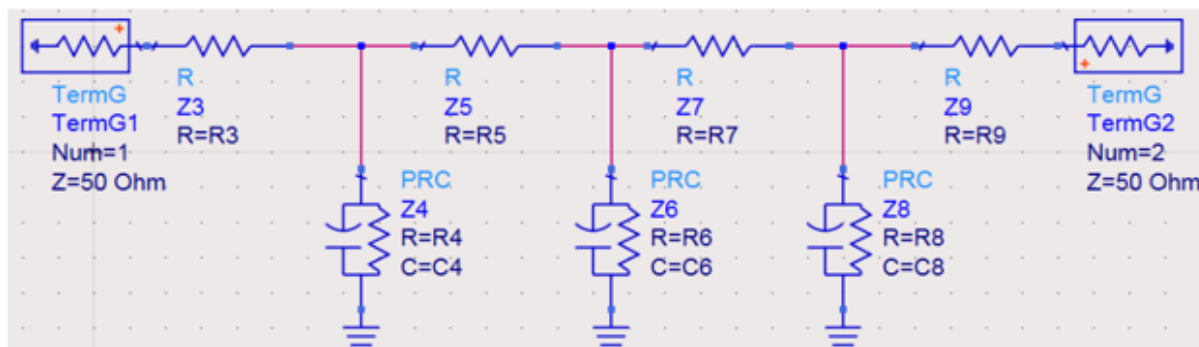 TermG
TermG1
Num=1
Z=50 Ohm
R
Z3
R=R3
R
Z5
R=R5
R
Z7
R=R7
R
Z9
R=R9
TermG
TermG2
Num=2
Z=50 Ohm
PRC
Z4
R=R4
C=C4
PRC
Z6
R=R6
C=C6
PRC
Z8
R=R8
C=C8